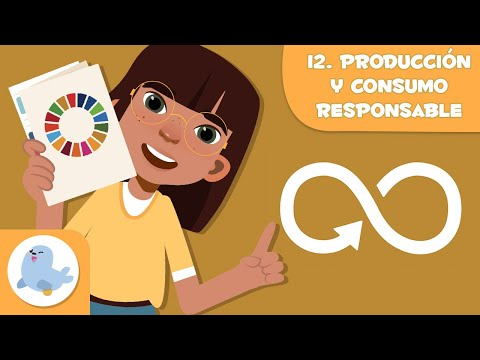 12. PRODUCCIÓN
Y CONSUMO
RESPONSABLE